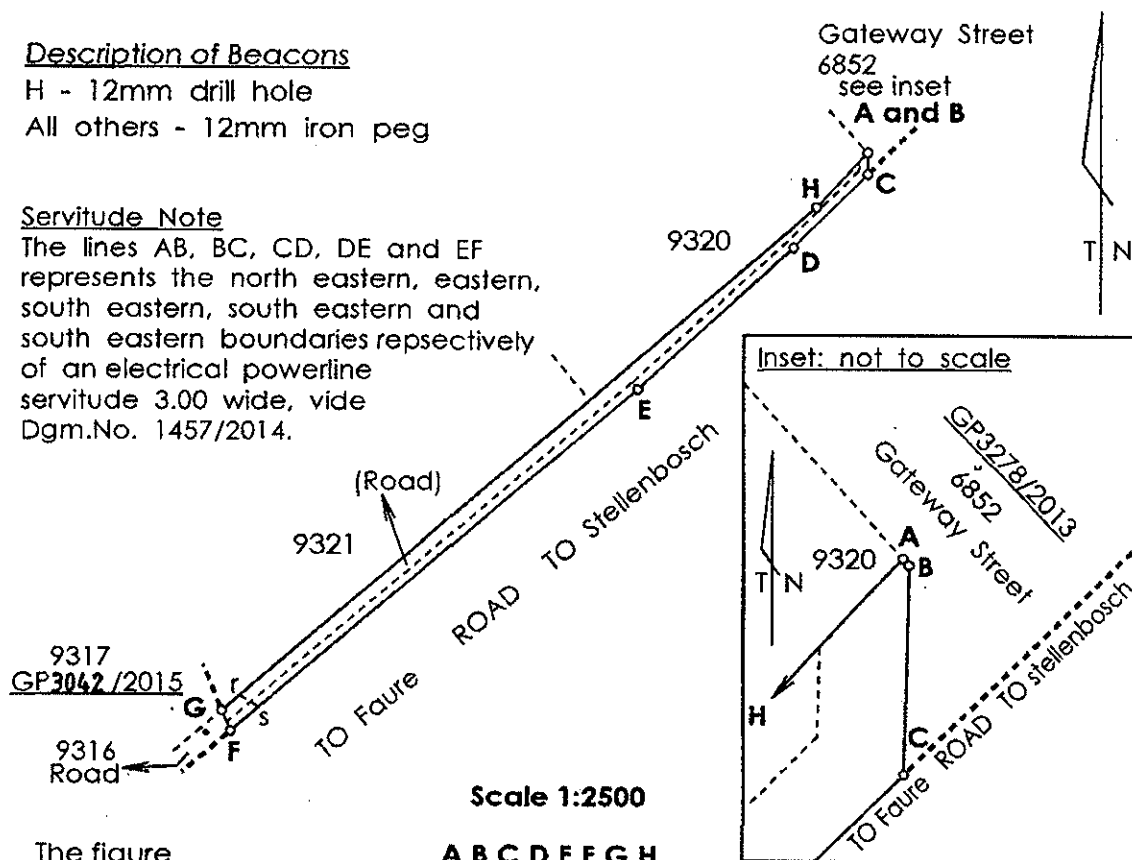 Description of Beacons
H - 12mm drill hole
All others - 12mm iron peg
Gateway Street
6852
see inset
A and B
C
H
9320
D
T N
Servitude Note
The lines AB, BC, CD, DE and EF
represents the north eastern, eastern,
south eastern, south eastern and
south eastern boundaries repsectively
of an electrical powerline
servitude 3.00 wide, vide
Dgm.No. 1457/2014.
E
(Road)
9321
TO Faure ROAD TO Stellenbosch
9317
GP3042/2015
r
s
G
F
9316
Road
Inset: not to scale
GP3278/2013
6852
Gateway Street
A
B
9320
T N
H
C
TO Faure ROAD TO stellenbosch
Scale 1:2500
The figure A B C D E F G H